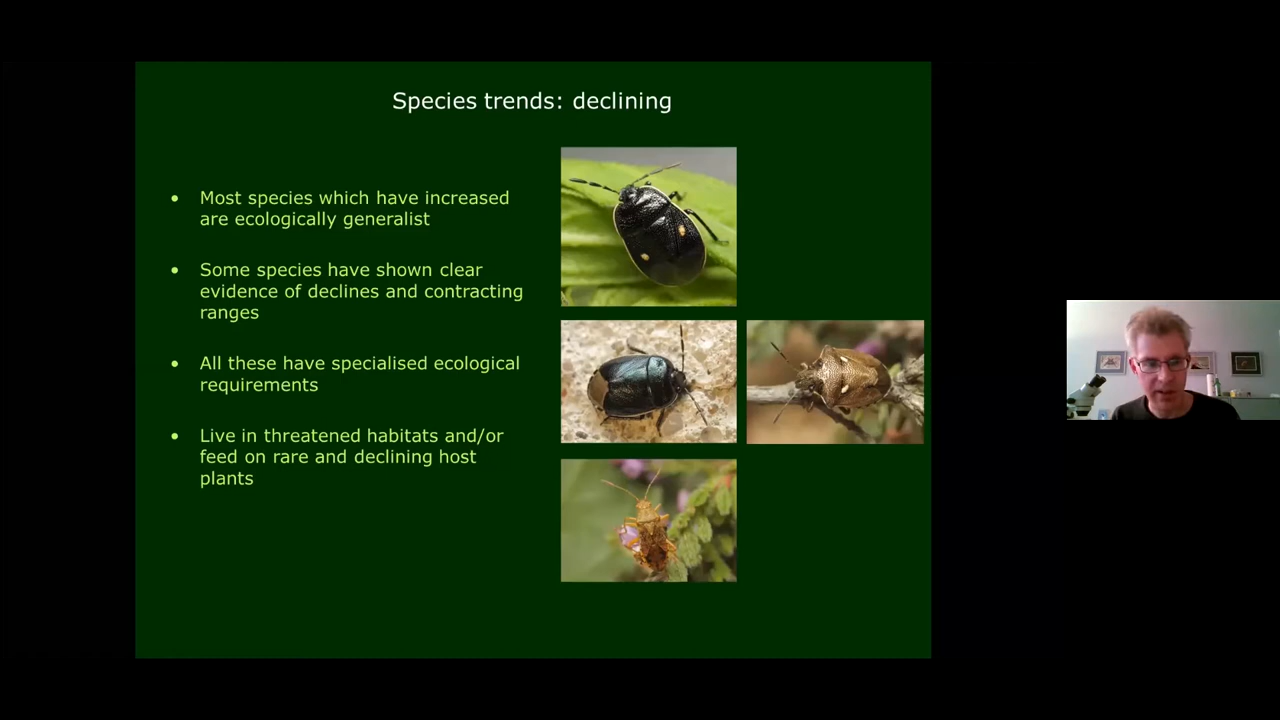 Species trends: declining
• Most species which have increased
are ecologically generalist
• Some species have shown clear
evidence of declines and contracting
ranges
• All these have specialised ecological
requirements
• Live in threatened habitats and/or
feed on rare and declining host
plants